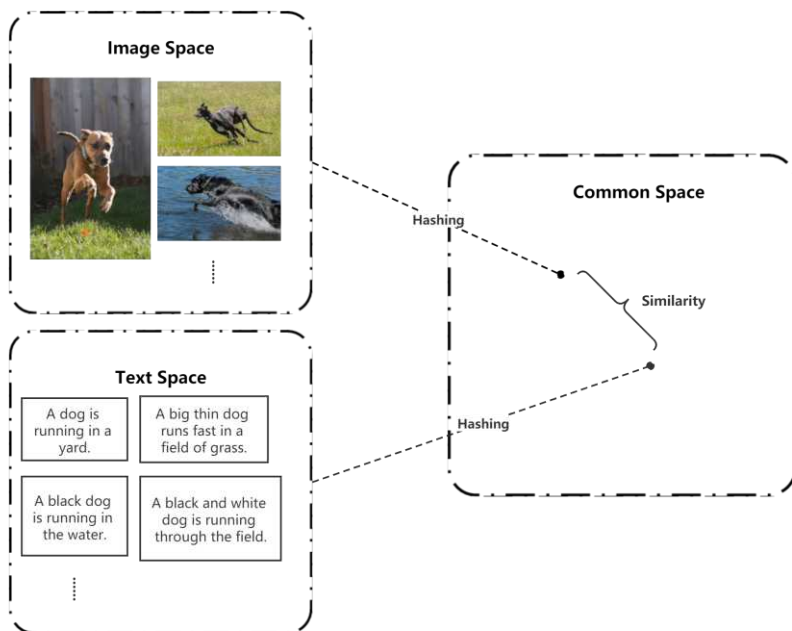 Image Space
Hashing
Common Space
Similarity
Hashing
Text Space
A dog is
running in a
yard.
A big thin dog
runs fast in a
field of grass.
A black dog
is running in
the water.
A black and white
dog is running
through the field.